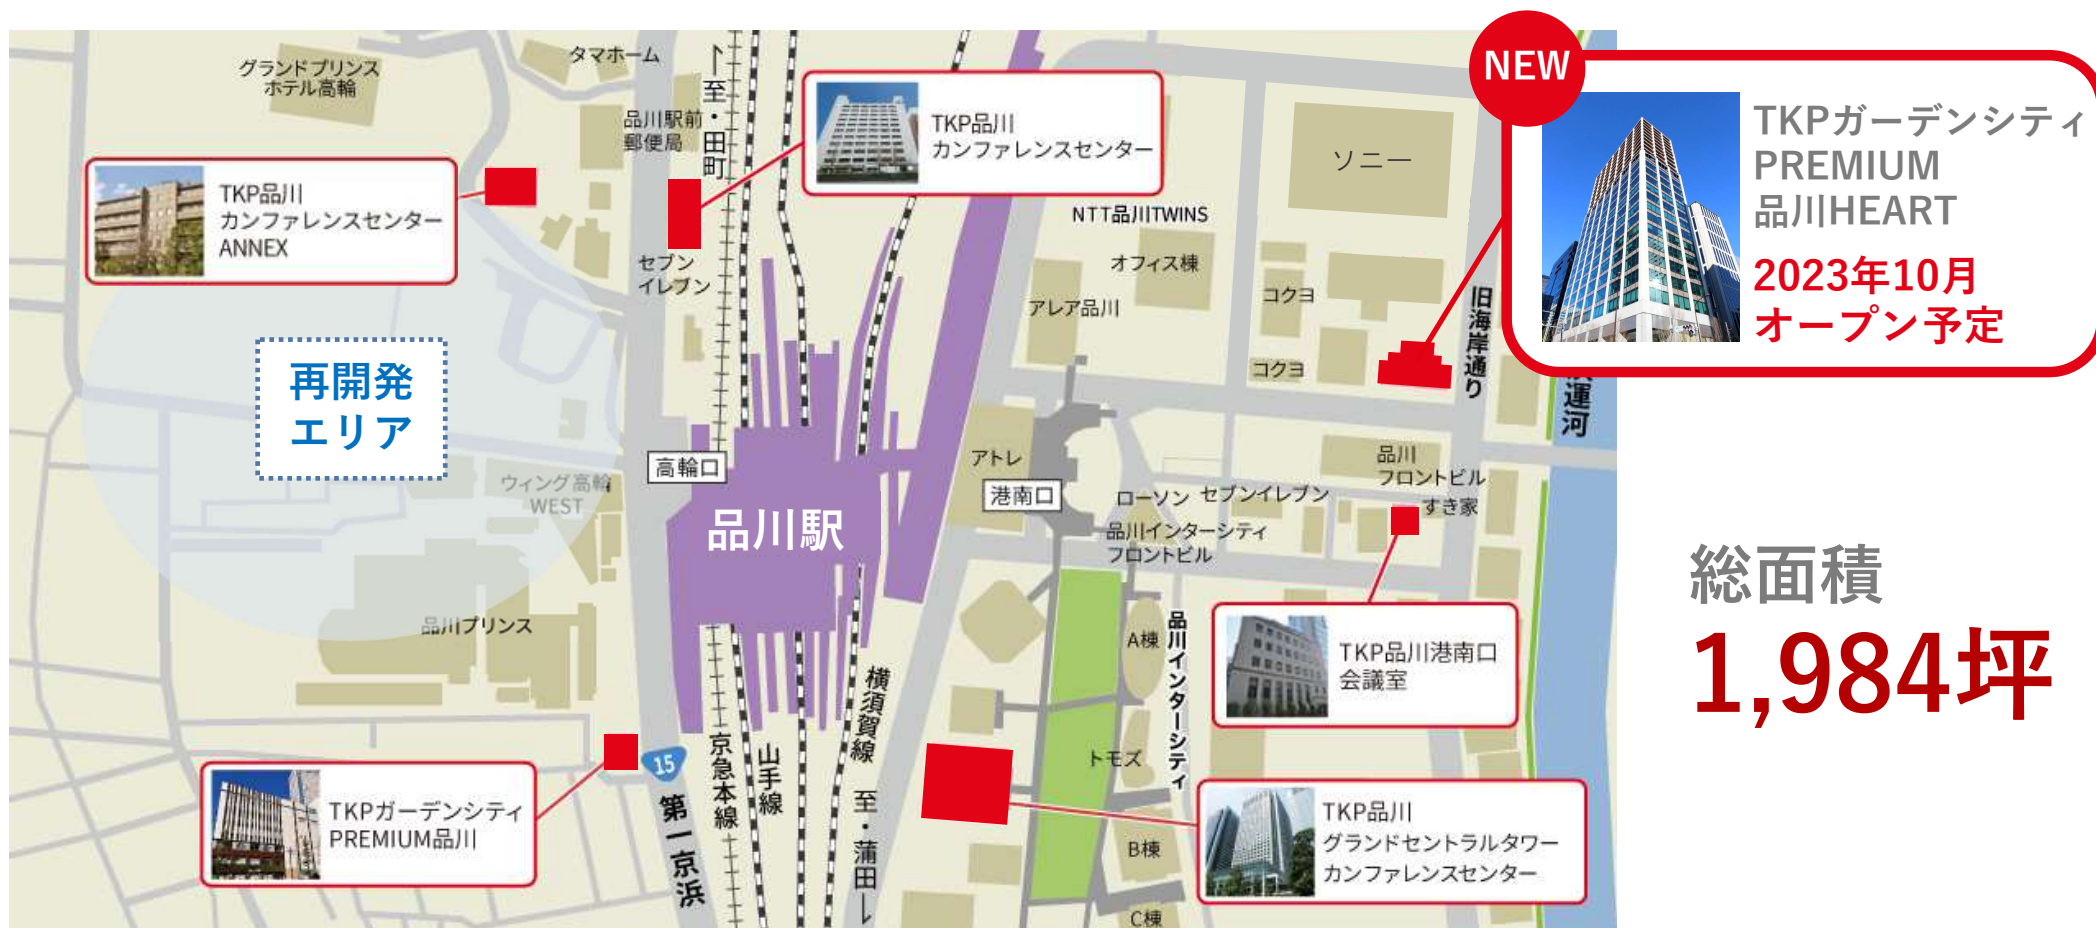 グランドプリンス
ホテル高輪
タマホーム
至・田町
品川駅前
郵便局
TKP品川
カンファレンスセンター
NEW
TKPガーデンシティ
PREMIUM
品川HEART
2023年10月
オープン予定
TKP品川
カンファレンスセンター
ANNEX
ソニー
NTT品川TWINS
オフィス棟
セブン
イレブン
アレア品川
コクヨ
コクヨ
旧海岸通り
運河
再開発
エリア
高輪口
ウィング高輪
WEST
品川駅
アトレ
港南口
ローソン
セブンイレブン
品川
フロントビル
すき家
品川インターシティ
フロントビル
総面積
1,984坪
品川プリンス
A棟
品川インターシティ
TKP品川港南口
会議室
横須賀線
至・蒲田
京急本線
山手線
15
第一京浜
トモズ
TKPガーデンシティ
PREMIUM品川
TKP品川
グランドセントラルタワー
カンファレンスセンター
B棟
C棟